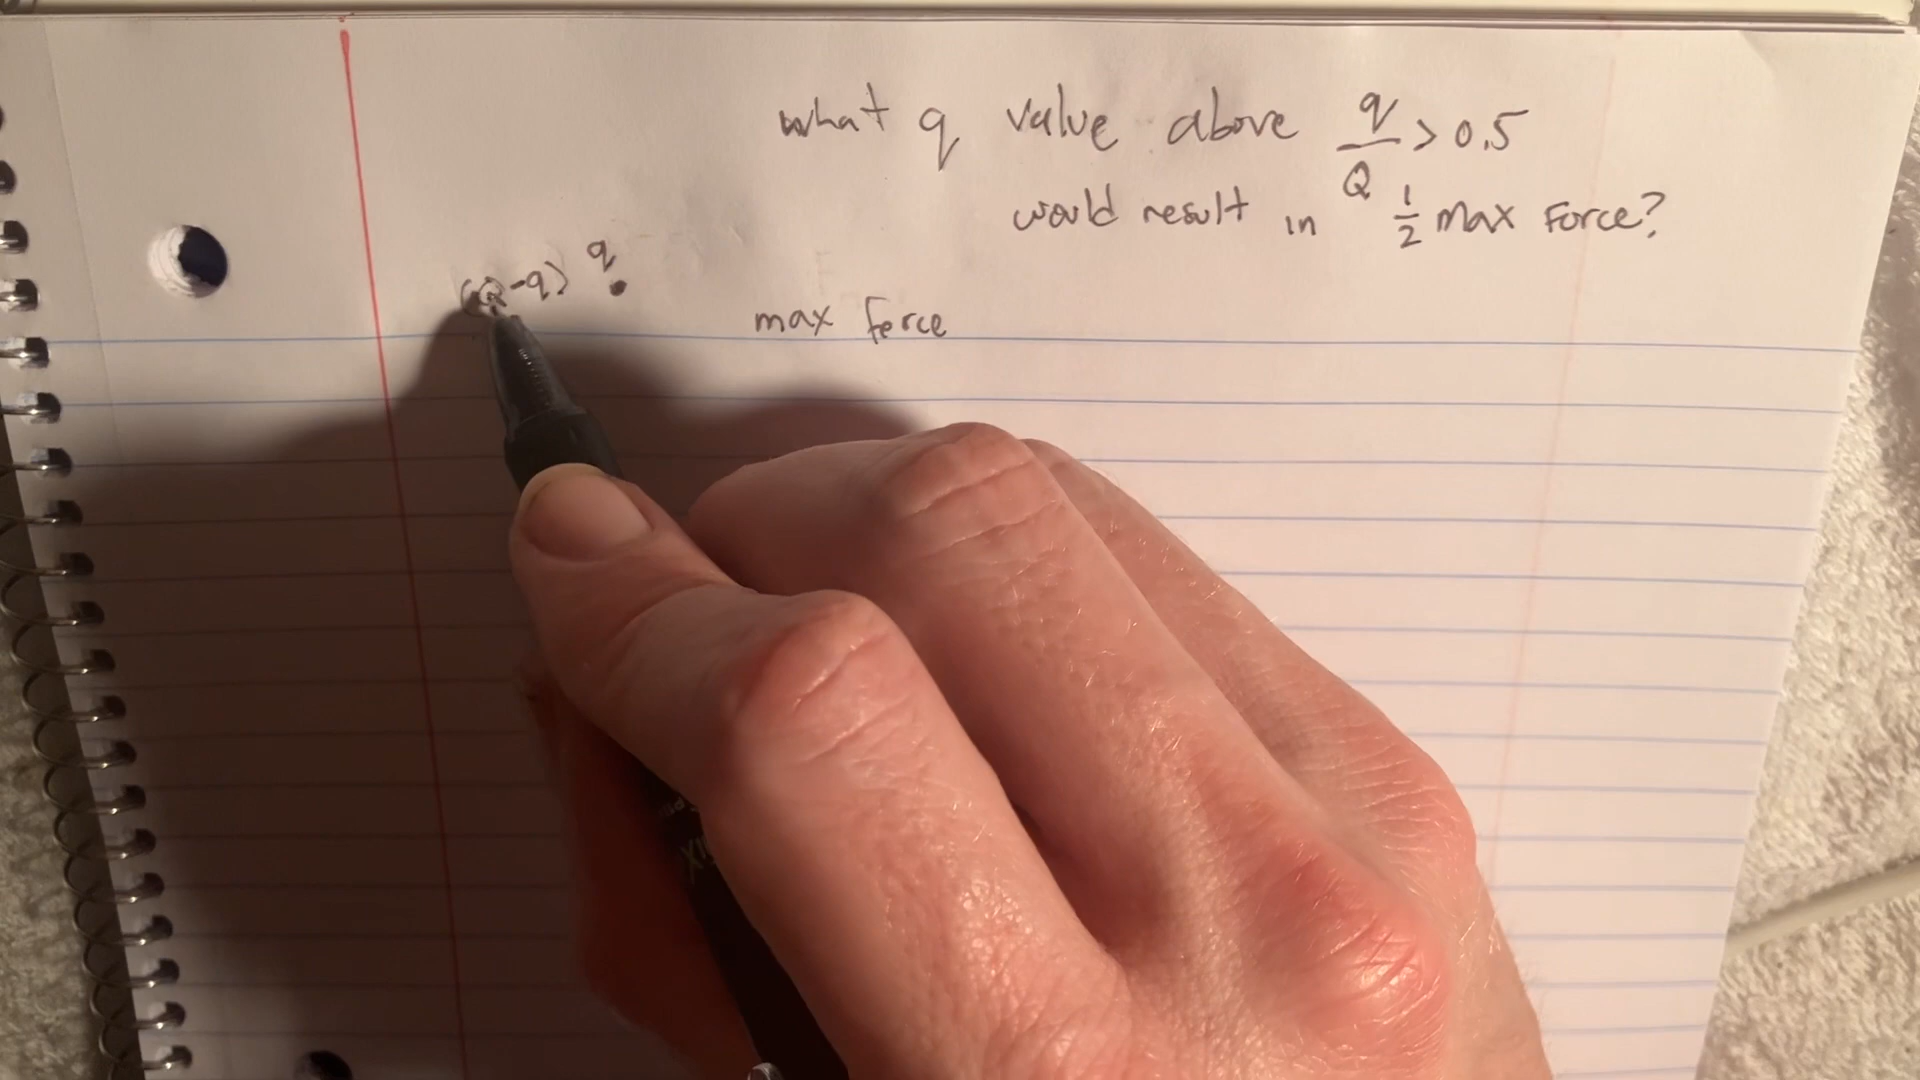 what q value above q/Q > 0.5
would result in 1/2 max Force?
(Q-q) q
max Force